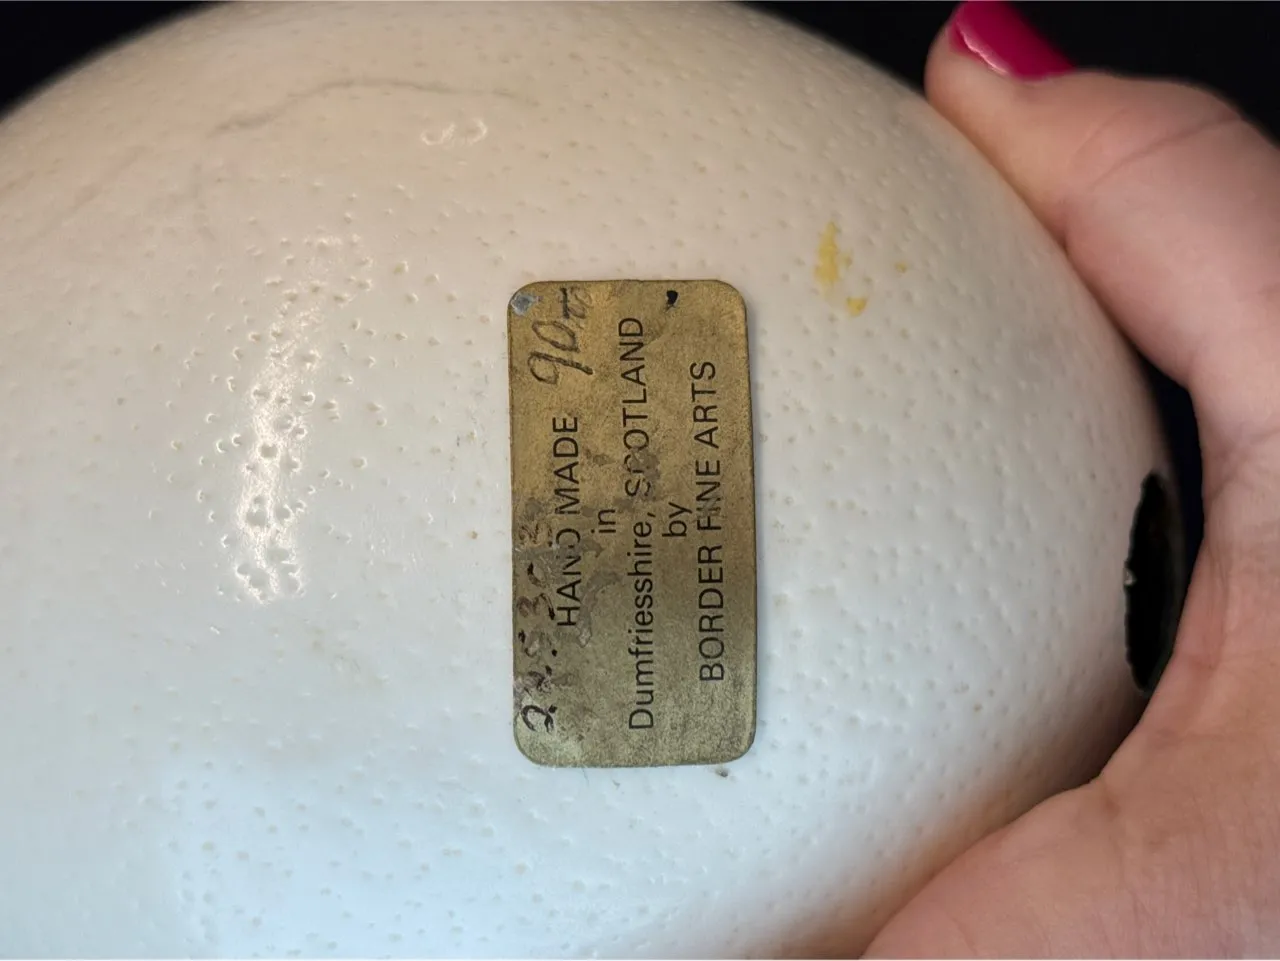 90
HAND MADE
in
Dumfriesshire, SCOTLAND
by
BORDER FINE ARTS